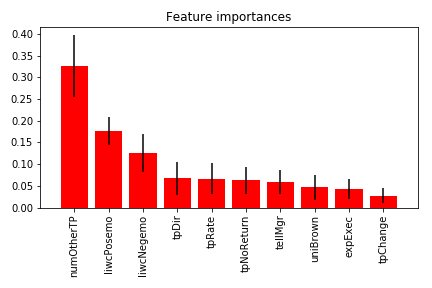 Feature importances
0.40
0.35
0.30
0.25
0.20
0.15
0.10
0.05
0.00
numOtherTP
liwcPosemo
liwcNegemo
tpDir
tpRate
tpNoReturn
tellMgr
uniBrown
expExec
tpChange